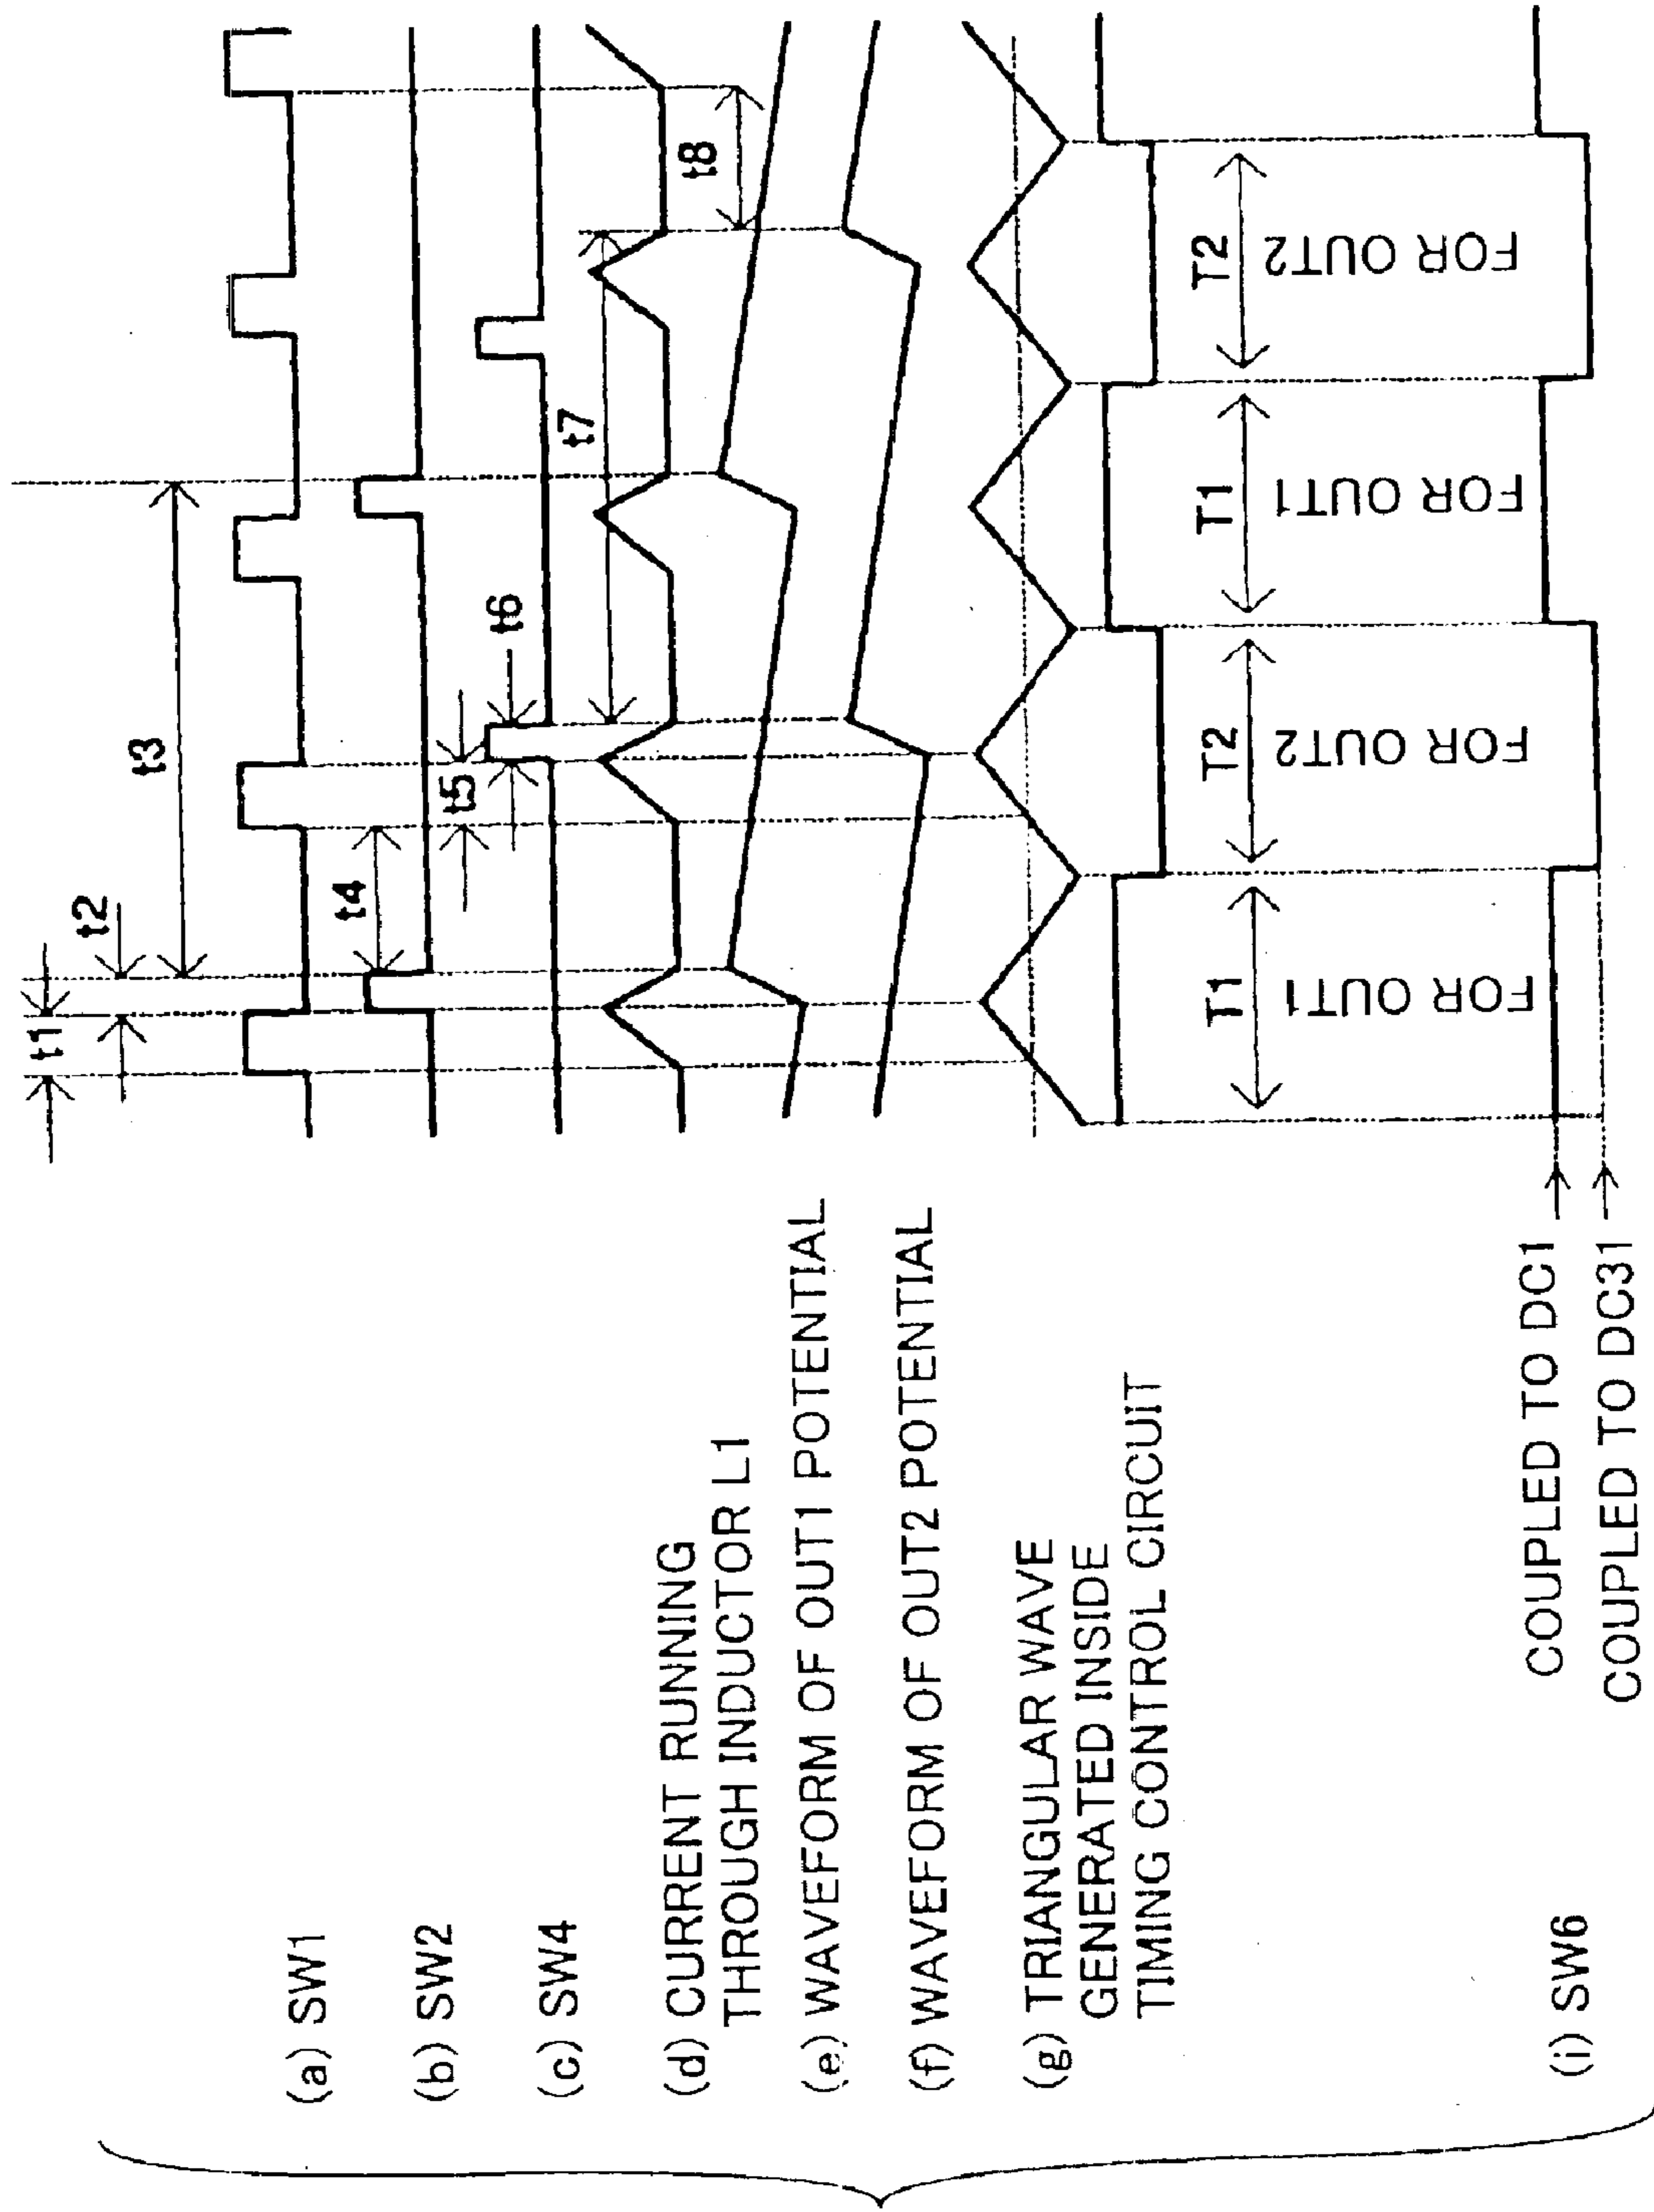 t1
t2
t3
t4
t5
t6
t7
t8
(a) SW1
(b) SW2
(c) SW4
(d) CURRENT RUNNING
THROUGH INDUCTOR L1
(e) WAVEFORM OF OUT1 POTENTIAL
(f) WAVEFORM OF OUT2 POTENTIAL
(g) TRIANGULAR WAVE
GENERATED INSIDE
TIMING CONTROL CIRCUIT
T1
T2
T1
T2
FOR OUT1
FOR OUT2
FOR OUT1
FOR OUT2
(i) SW6
COUPLED TO DC1
COUPLED TO DC31